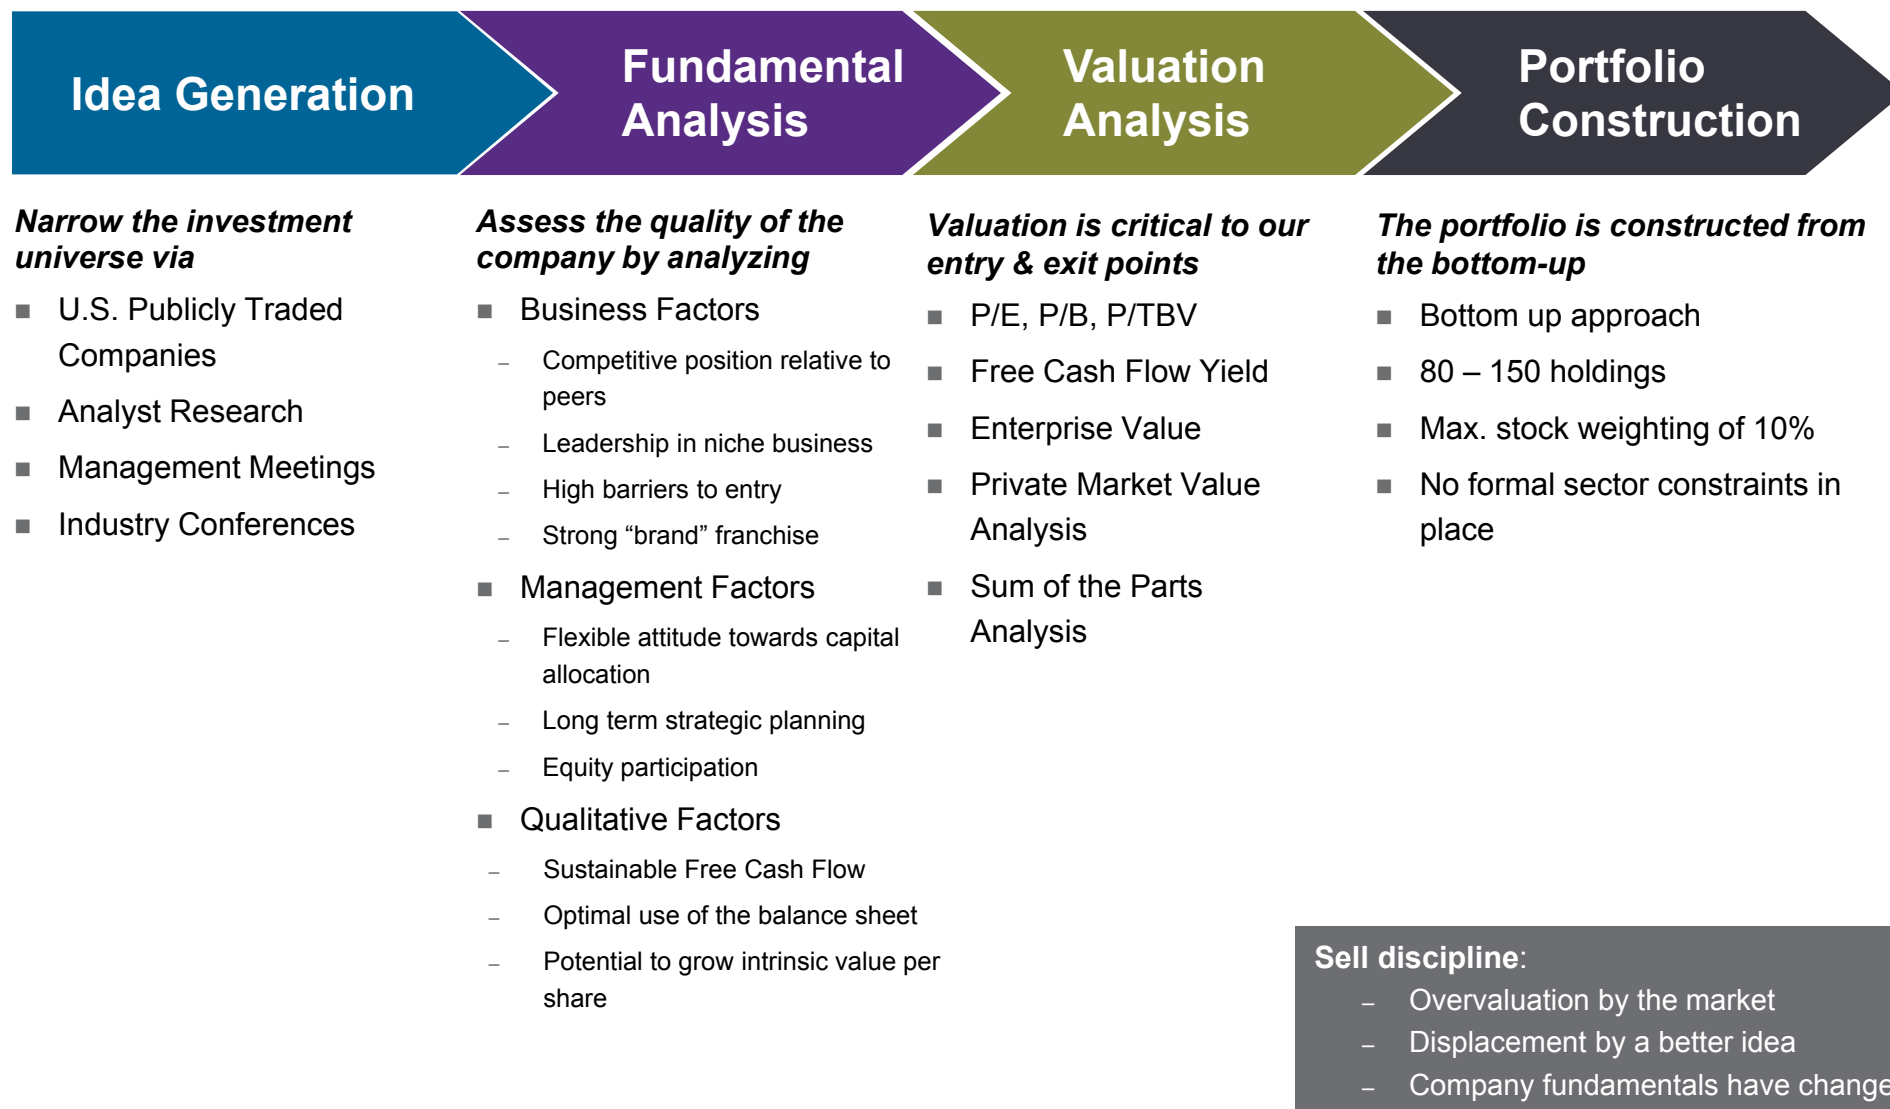 Idea Generation
Fundamental
Analysis
Valuation
Analysis
Portfolio
Construction
Narrow the investment
universe via
■ U.S. Publicly Traded
Companies
■ Analyst Research
■ Management Meetings
■ Industry Conferences
Assess the quality of the
company by analyzing
■ Business Factors
– Competitive position relative to
peers
– Leadership in niche business
– High barriers to entry
– Strong “brand” franchise
■ Management Factors
– Flexible attitude towards capital
allocation
– Long term strategic planning
– Equity participation
■ Qualitative Factors
– Sustainable Free Cash Flow
– Optimal use of the balance sheet
– Potential to grow intrinsic value per
share
Valuation is critical to our
entry & exit points
■ P/E, P/B, P/TBV
■ Free Cash Flow Yield
■ Enterprise Value
■ Private Market Value
Analysis
■ Sum of the Parts
Analysis
The portfolio is constructed from
the bottom-up
■ Bottom up approach
■ 80 – 150 holdings
■ Max. stock weighting of 10%
■ No formal sector constraints in
place
Sell discipline:
– Overvaluation by the market
– Displacement by a better idea
– Company fundamentals have change